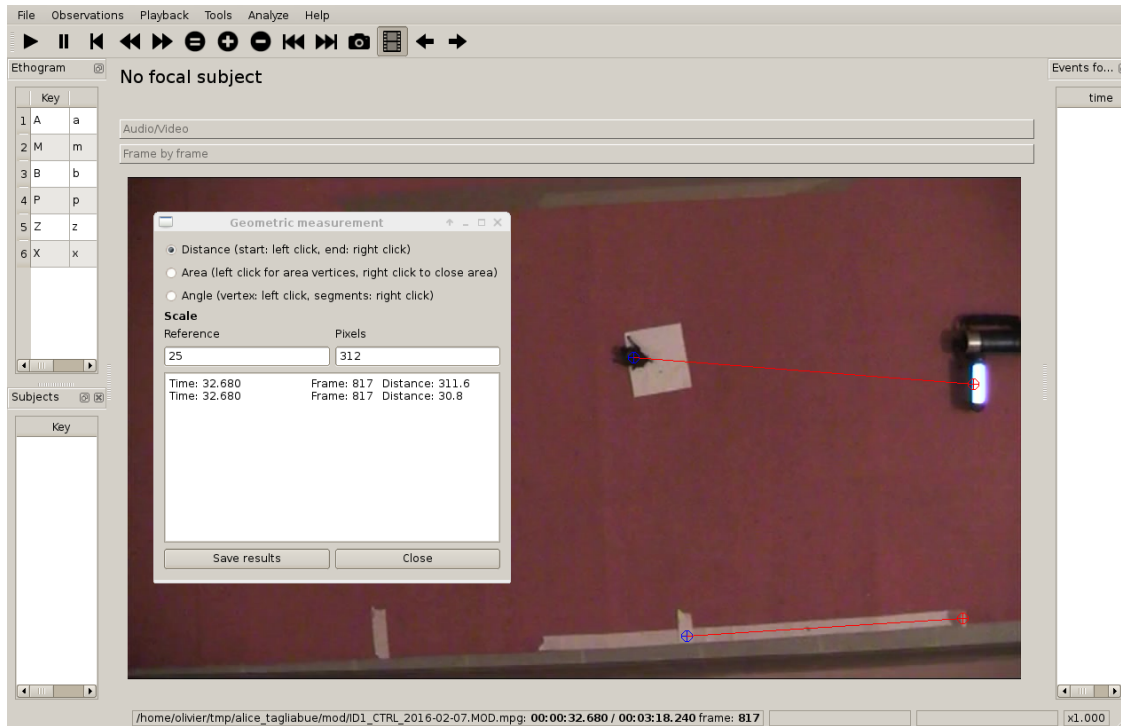 File Observations Playback Tools Analyze Help
Ethogram
Key
1 A a
2 M m
3 B b
4 P p
5 Z z
6 X x
Subjects
Key
No focal subject
Audio/Video
Frame by frame
Geometric measurement
Distance (start: left click, end: right click)
Area (left click for area vertices, right click to close area)
Angle (vertex: left click, segments: right click)
Scale
Reference Pixels
25 312
Time: 32.680 Frame: 817 Distance: 311.6
Time: 32.680 Frame: 817 Distance: 30.8
Save results Close
Events fo...
time
/home/olivier/tmp/alice_tagliabue/mod/ID1_CTRL_2016-02-07.MOD.mpg: 00:00:32.680 / 00:03:18.240 frame: 817
x1.000